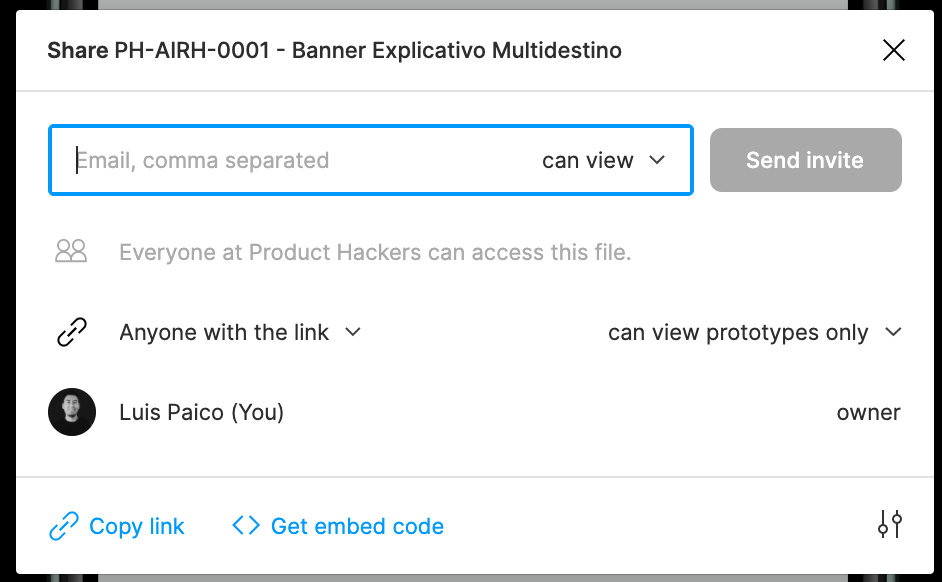 Share PH-AIRH-0001 - Banner Explicativo Multidestino
Email, comma separated
can view
Send invite
Everyone at Product Hackers can access this file.
Anyone with the link
can view prototypes only
Luis Paico (You)
owner
Copy link
Get embed code